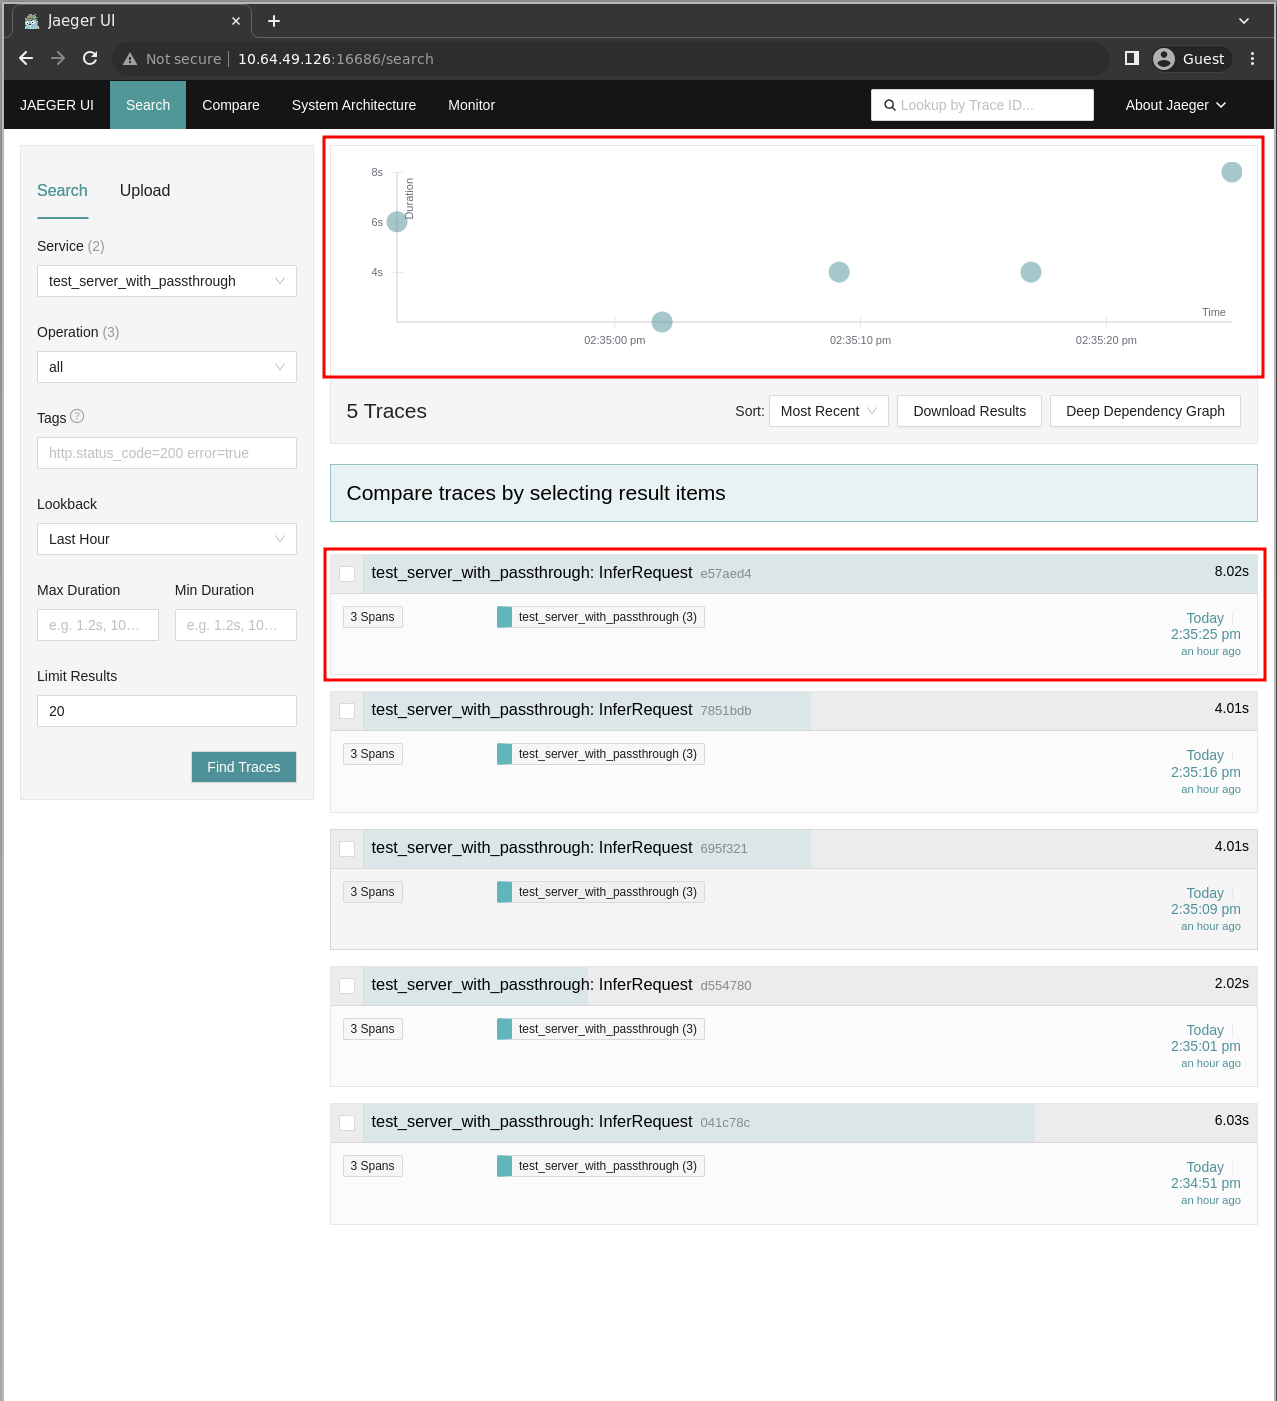 Jaeger UI
Not secure 10.64.49.126:16686/search
Guest
JAEGER UI Search Compare System Architecture Monitor Lookup by Trace ID... About Jaeger
Search Upload
Service (2)
test_server_with_passthrough
Operation (3)
all
Tags
http.status_code=200 error=true
Lookback
Last Hour
Max Duration Min Duration
e.g. 1.2s, 10... e.g. 1.2s, 10...
Limit Results
20
Find Traces
8s
6s
4s
Duration
Time
02:35:00 pm 02:35:10 pm 02:35:20 pm
5 Traces Sort: Most Recent Download Results Deep Dependency Graph
Compare traces by selecting result items
test_server_with_passthrough: InferRequest e57aed4 8.02s
3 Spans test_server_with_passthrough (3) Today
2:35:25 pm
an hour ago
test_server_with_passthrough: InferRequest 7851bdb 4.01s
3 Spans test_server_with_passthrough (3) Today
2:35:16 pm
an hour ago
test_server_with_passthrough: InferRequest 695f321 4.01s
3 Spans test_server_with_passthrough (3) Today
2:35:09 pm
an hour ago
test_server_with_passthrough: InferRequest d554780 2.02s
3 Spans test_server_with_passthrough (3) Today
2:35:01 pm
an hour ago
test_server_with_passthrough: InferRequest 041c78c 6.03s
3 Spans test_server_with_passthrough (3) Today
2:34:51 pm
an hour ago